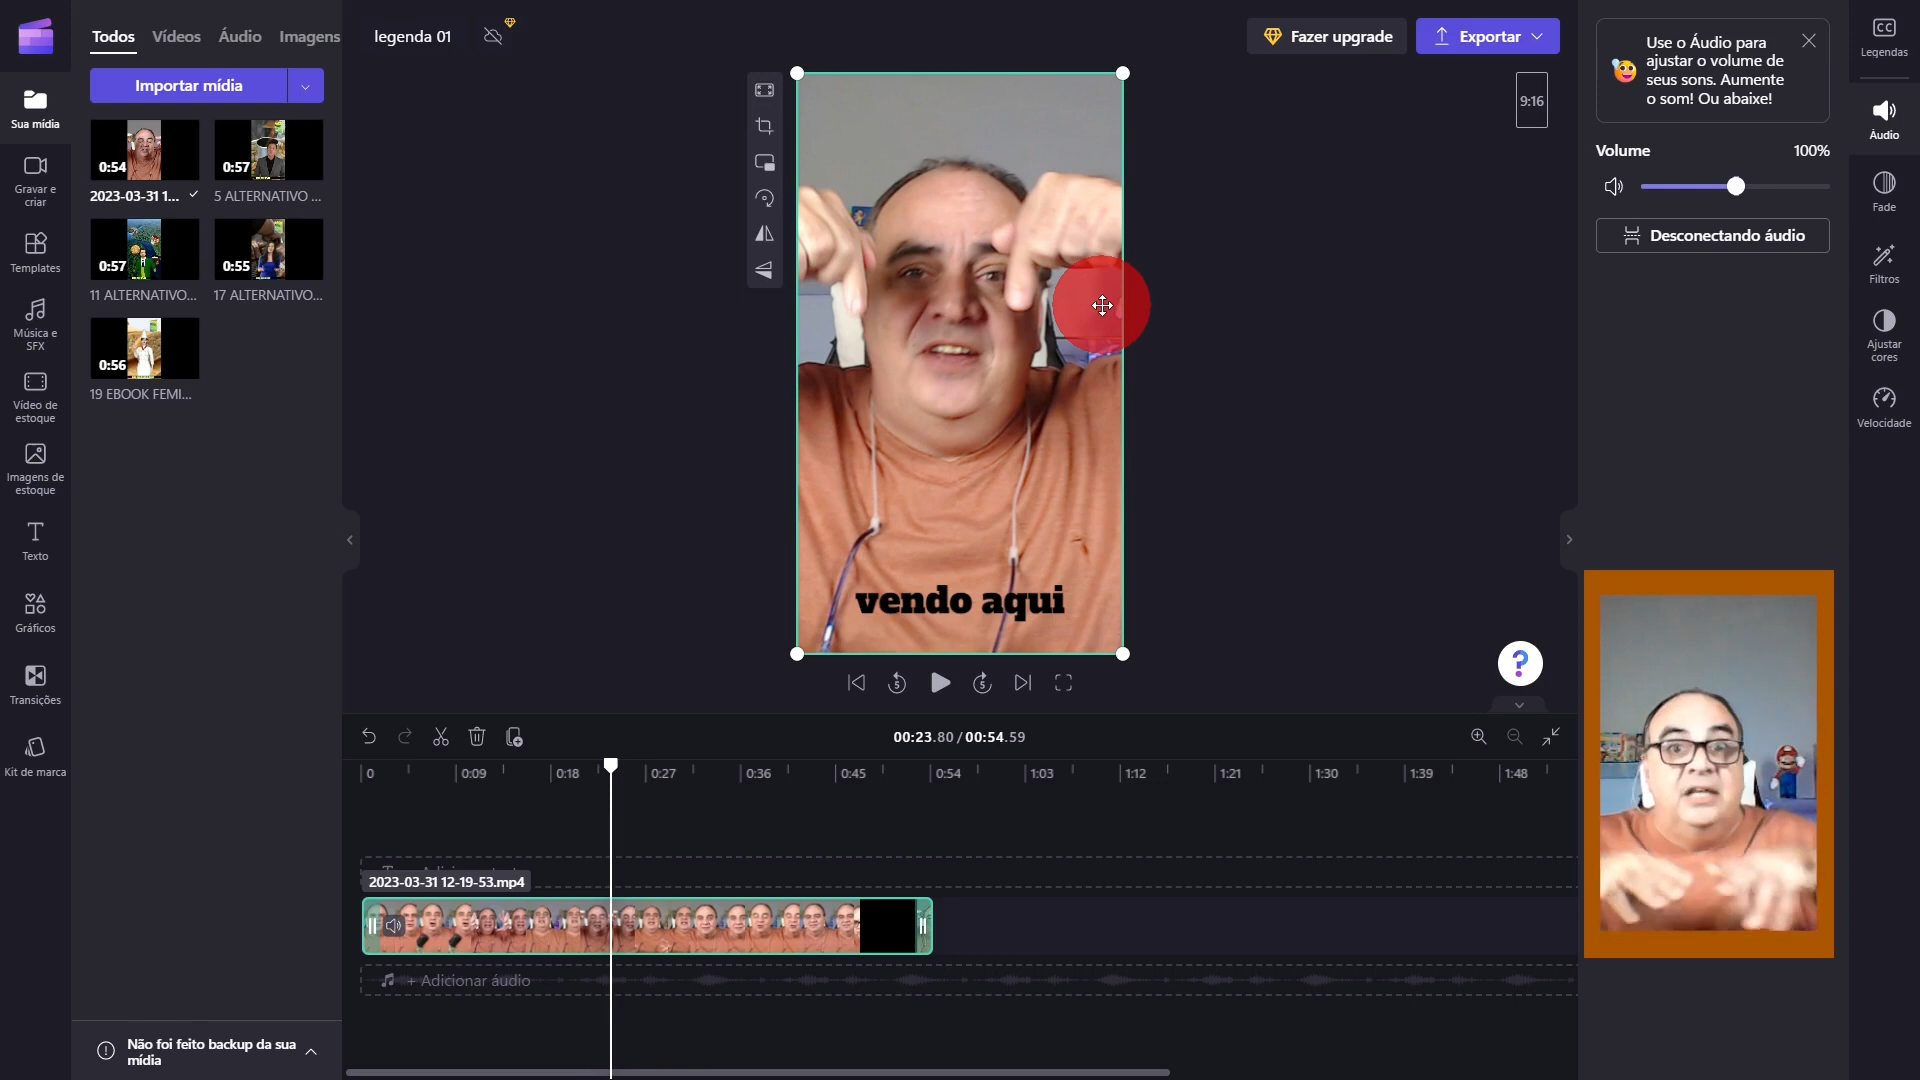 Todos Vídeos Áudio Imagens
Importar mídia
Sua mídia
Gravar e
criar
Templates
Música e
SFX
Vídeo de
estoque
Imagens de
estoque
Texto
Gráficos
Transições
Kit de marca
0:54
2023-03-31 1...
0:57
5 ALTERNATIVO ...
0:57
11 ALTERNATIVO...
0:55
17 ALTERNATIVO...
0:56
19 EBOOK FEMI...
Não foi feito backup da sua
mídia
legenda 01
Fazer upgrade
Exportar
9:16
vendo aqui
5
5
?
00:23.80 / 00:54.59
0 0:09 0:18 0:27 0:36 0:45 0:54 1:03 1:12 1:21 1:30 1:39 1:48
2023-03-31 12-19-53.mp4
+ Adicionar áudio
Use o Áudio para
ajustar o volume de
seus sons. Aumente
o som! Ou abaixe!
Volume 100%
Desconectando áudio
CC
Legendas
Áudio
Fade
Filtros
Ajustar
cores
Velocidade